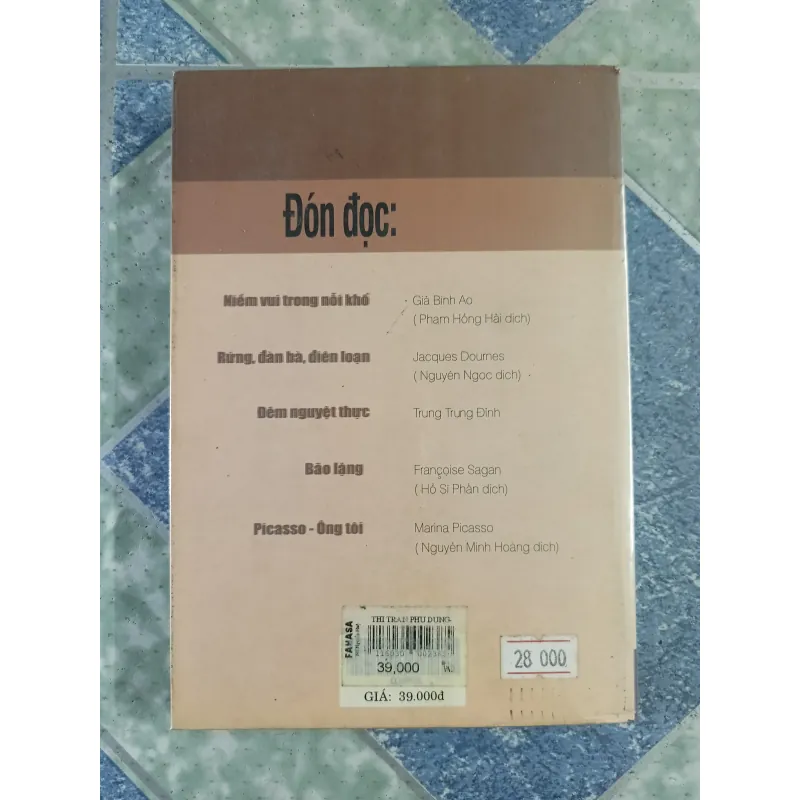 Đón đọc:
Niềm vui trong nỗi khổ
Giả Bình Ao
( Phạm Hồng Hải dịch)
Rừng, đàn bà, điên loạn
Jacques Dournes
( Nguyên Ngọc dịch)
Đêm nguyệt thực
Trung Trung Đỉnh
Bão lặng
Françoise Sagan
( Hồ Sĩ Phần dịch)
Picasso - Ông tôi
Marina Picasso
( Nguyễn Minh Hoàng dịch)
FAHASA
THI TRAN PHU DUNG
39,000
GIÁ: 39.000đ
28 000